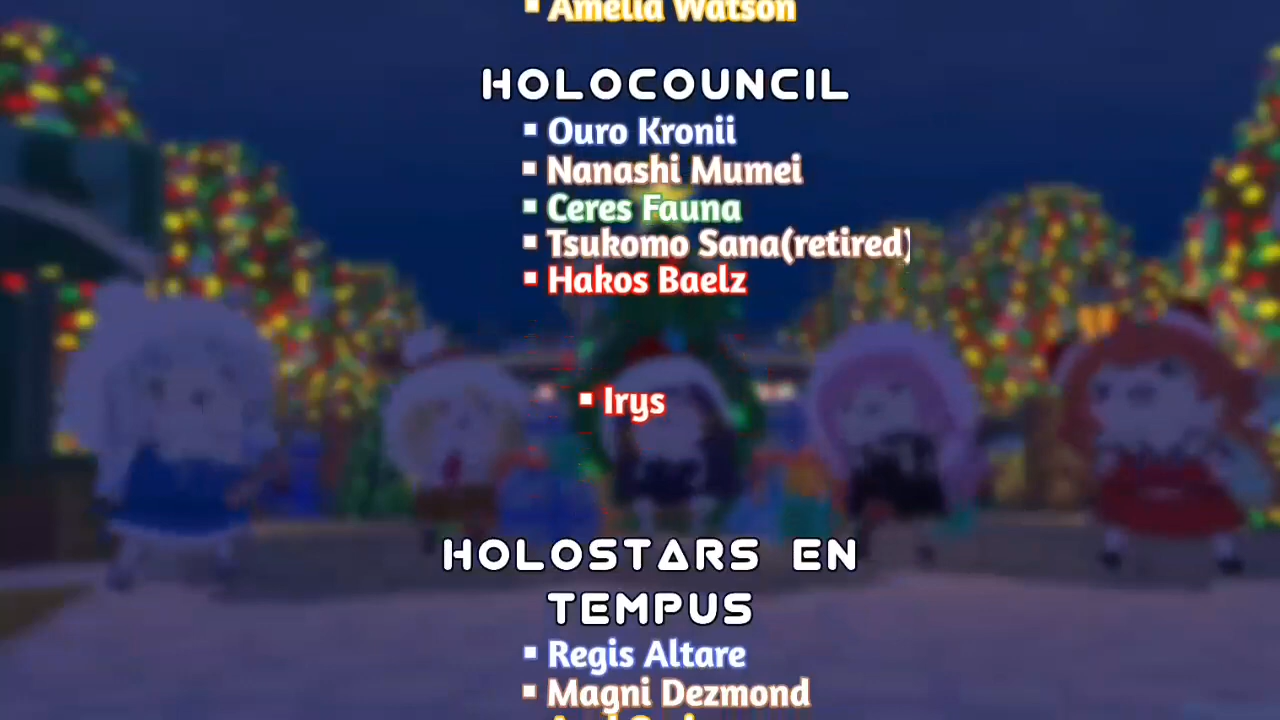 ▪ Amelia Watson
HOLOCOUNCIL
▪ Ouro Kronii
▪ Nanashi Mumei
▪ Ceres Fauna
▪ Tsukomo Sana(retired)
▪ Hakos Baelz
▪ Irys
HOLOSTARS EN
TEMPUS
▪ Regis Altare
▪ Magni Dezmond